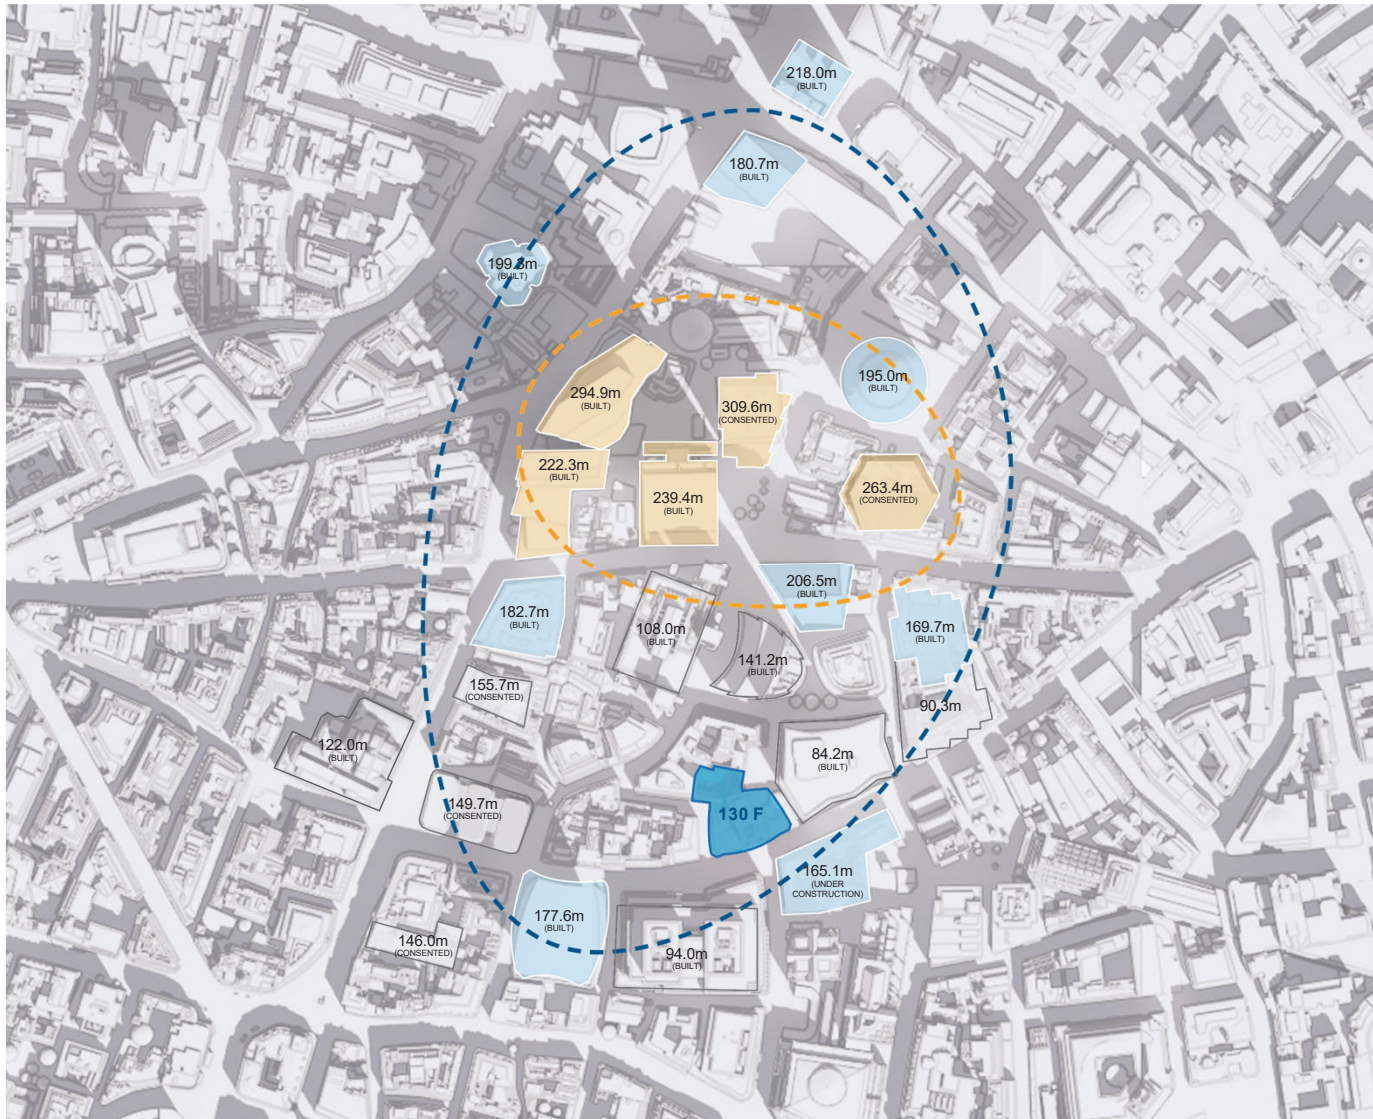 218.0m
(BUILT)
180.7m
(BUILT)
199.3m
(BUILT)
294.9m
(BUILT)
309.6m
(CONSENTED)
195.0m
(BUILT)
222.3m
(BUILT)
239.4m
(BUILT)
263.4m
(CONSENTED)
182.7m
(BUILT)
108.0m
(BUILT)
206.5m
(BUILT)
169.7m
(BUILT)
141.2m
(BUILT)
155.7m
(CONSENTED)
90.3m
122.0m
(BUILT)
84.2m
(BUILT)
149.7m
(CONSENTED)
130 F
165.1m
(UNDER
CONSTRUCTION)
177.6m
(BUILT)
146.0m
(CONSENTED)
94.0m
(BUILT)